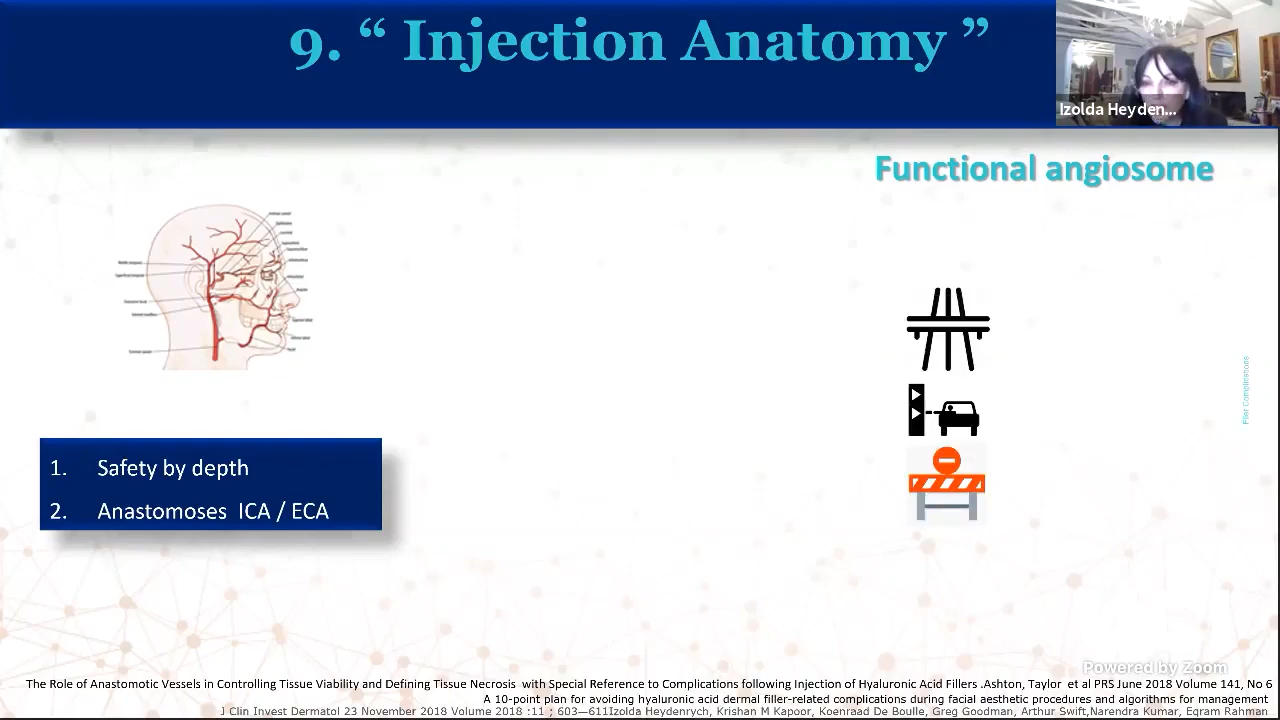 9. “ Injection Anatomy ”
Izolda Heyden...
Functional angiosome
1. Safety by depth
2. Anastomoses ICA / ECA
Filler Complications
Powered by Zoom
The Role of Anastomotic Vessels in Controlling Tissue Viability and Defining Tissue Necrosis with Special Reference to Complications following Injection of Hyaluronic Acid Fillers .Ashton, Taylor et al PRS June 2018 Volume 141, No 6
A 10-point plan for avoiding hyaluronic acid dermal filler-related complications during facial aesthetic procedures and algorithms for management
J Clin Invest Dermatol 23 November 2018 Volume 2018 :11 ; 603—611Izolda Heydenrych, Krishan M Kapoor, Koenraad De Boulle, Greg Goodman, Arthur Swift,Narendra Kumar, Eqram Rahman